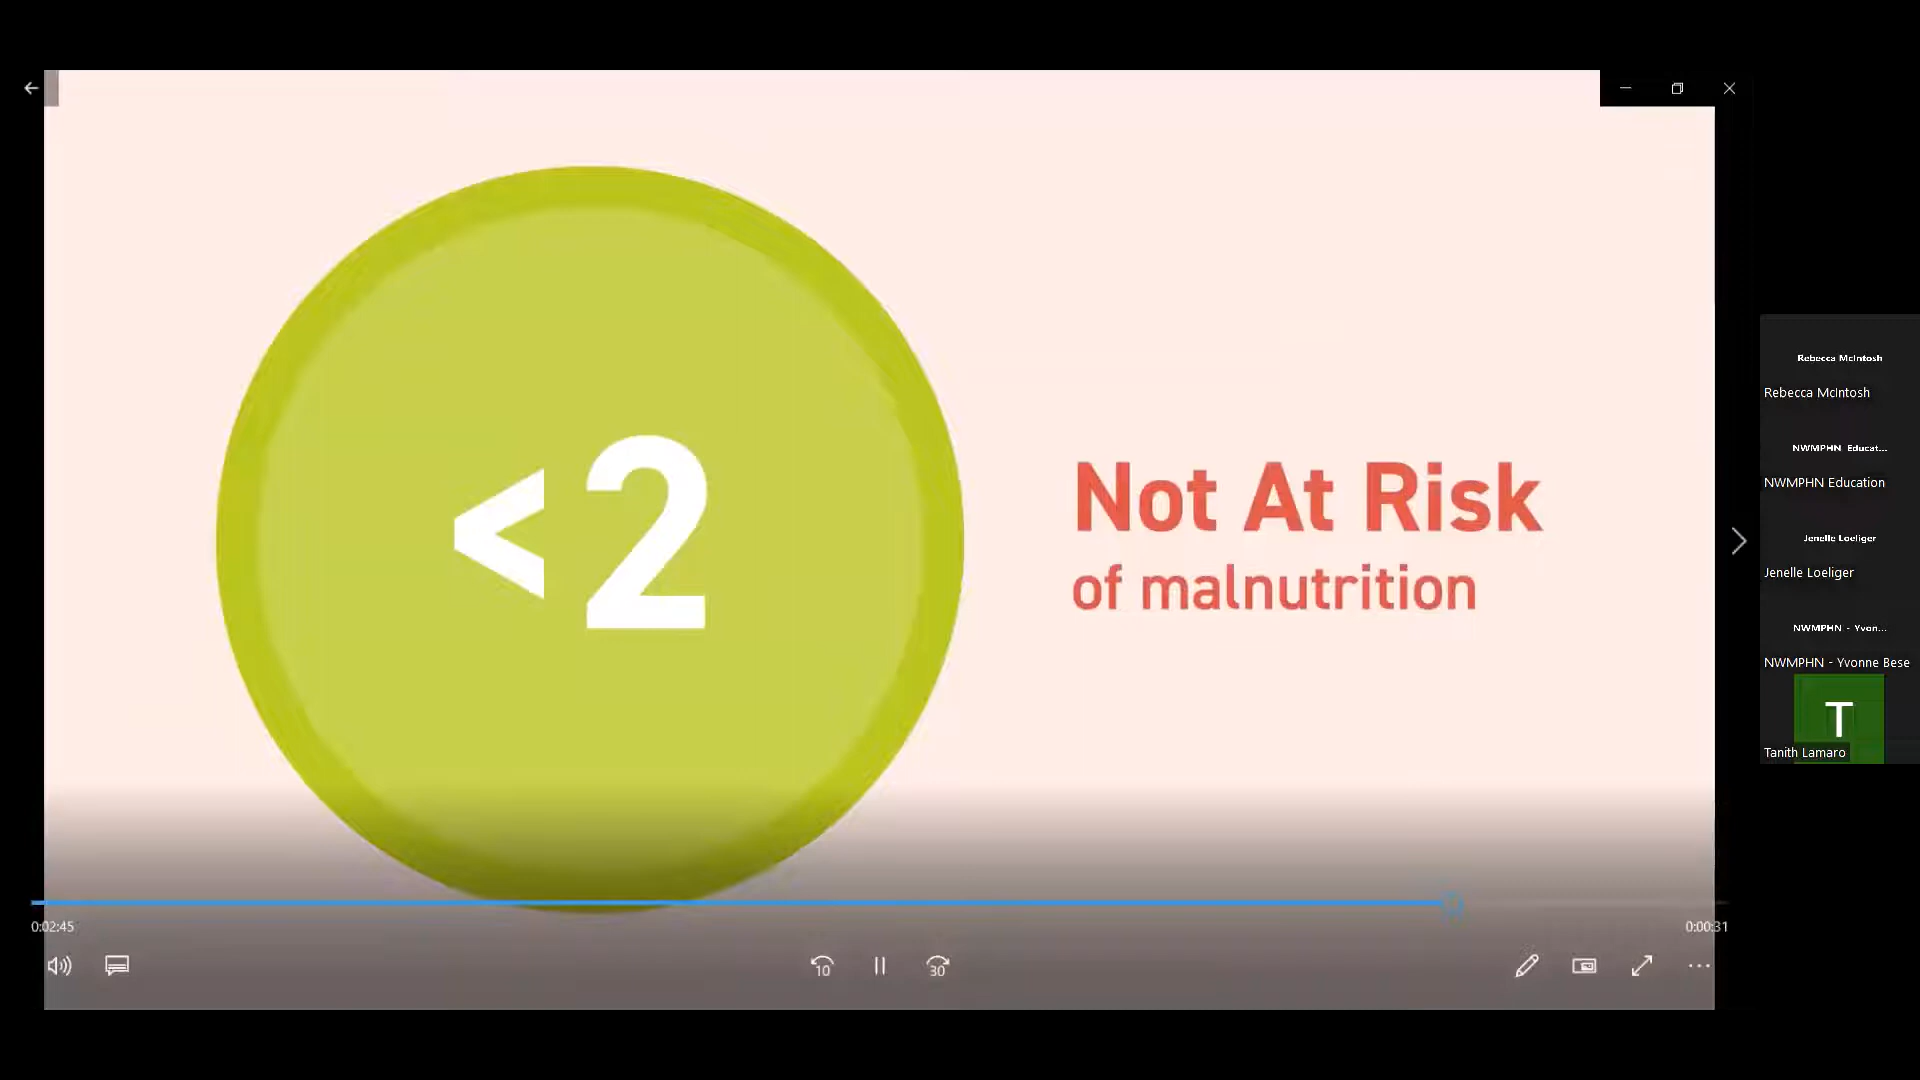 <2
Not At Risk
of malnutrition
Rebecca McIntosh
Rebecca McIntosh
NWMPHN Educat...
NWMPHN Education
Jenelle Loeliger
Jenelle Loeliger
NWMPHN - Yvon...
NWMPHN - Yvonne Bese
T
Tanith Lamaro
0:02:45
0:00:31
10
30